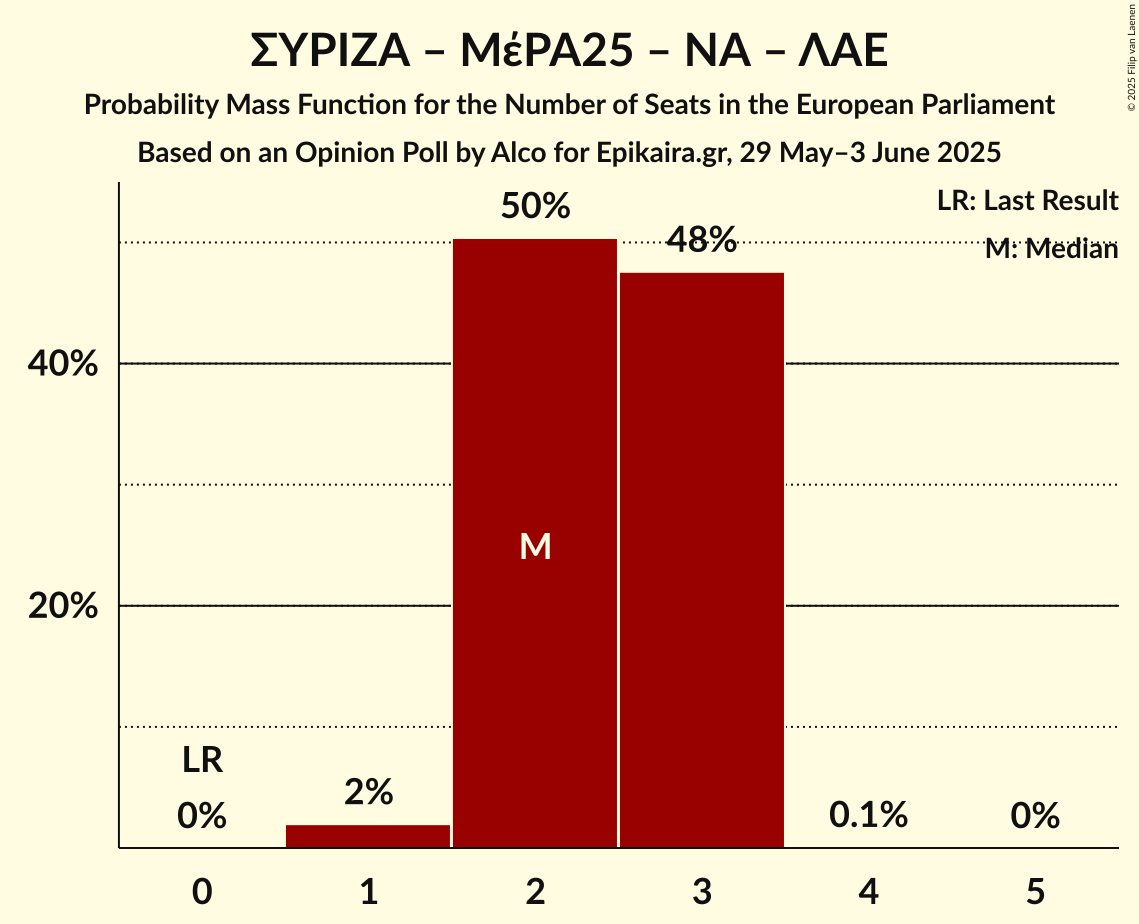 ΣΥΡΙΖΑ – ΜέΡΑ25 – ΝΑ – ΛΑΕ
Probability Mass Function for the Number of Seats in the European Parliament
Based on an Opinion Poll by Alco for Epikaira.gr, 29 May–3 June 2025
© 2025 Filip van Laenen
LR: Last Result
M: Median
50%
48%
40%
M
20%
LR
0%
2%
0.1%
0%
0 1 2 3 4 5